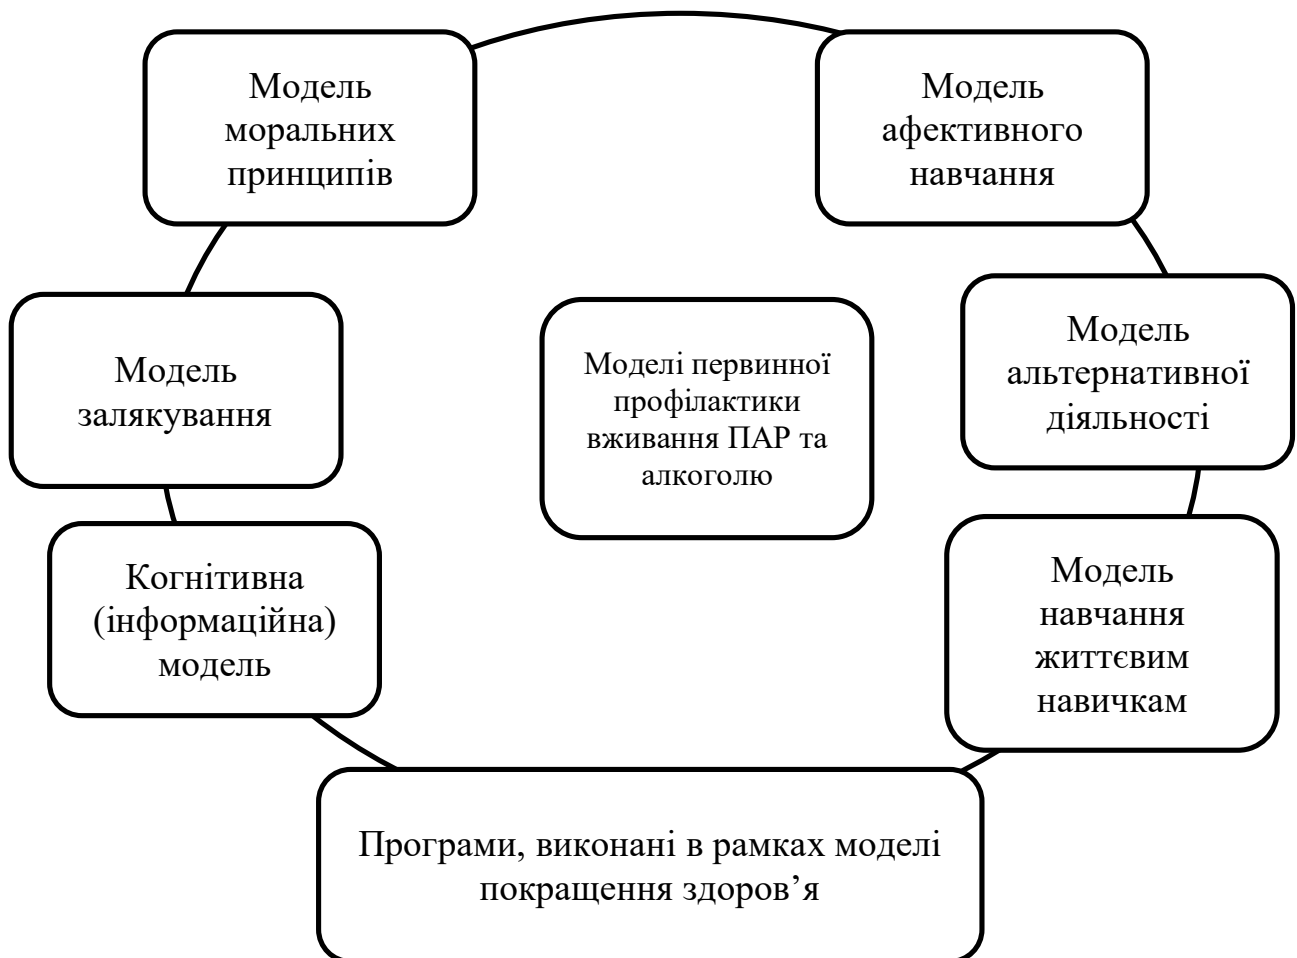 Модель
моральних
принципів
Модель
афективного
навчання
Модель
залякування
Моделі первинної
профілактики
вживання ПАР та
алкоголю
Модель
альтернативної
діяльності
Когнітивна
(інформаційна)
модель
Модель
навчання
життєвим
навичкам
Програми, виконані в рамках моделі
покращення здоров’я